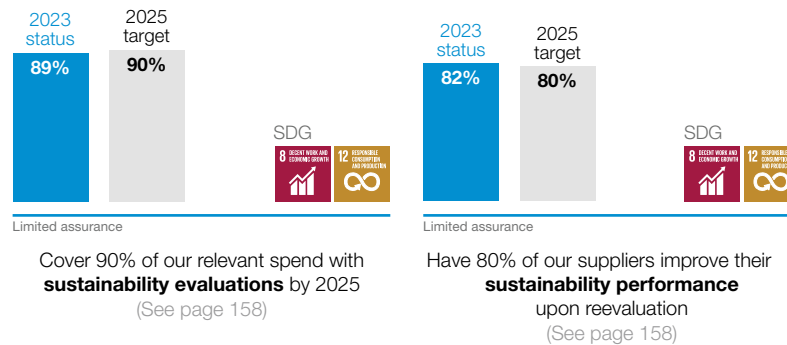 2023
status
2025
target
89%
90%
SDG
8 DECENT WORK AND
ECONOMIC GROWTH
12 RESPONSIBLE
CONSUMPTION
AND PRODUCTION
Limited assurance
Cover 90% of our relevant spend with
sustainability evaluations by 2025
(See page 158)
2023
status
2025
target
82%
80%
SDG
8 DECENT WORK AND
ECONOMIC GROWTH
12 RESPONSIBLE
Limited assurance
Have 80% of our suppliers improve their
sustainability performance
upon reevaluation
(See page 158)